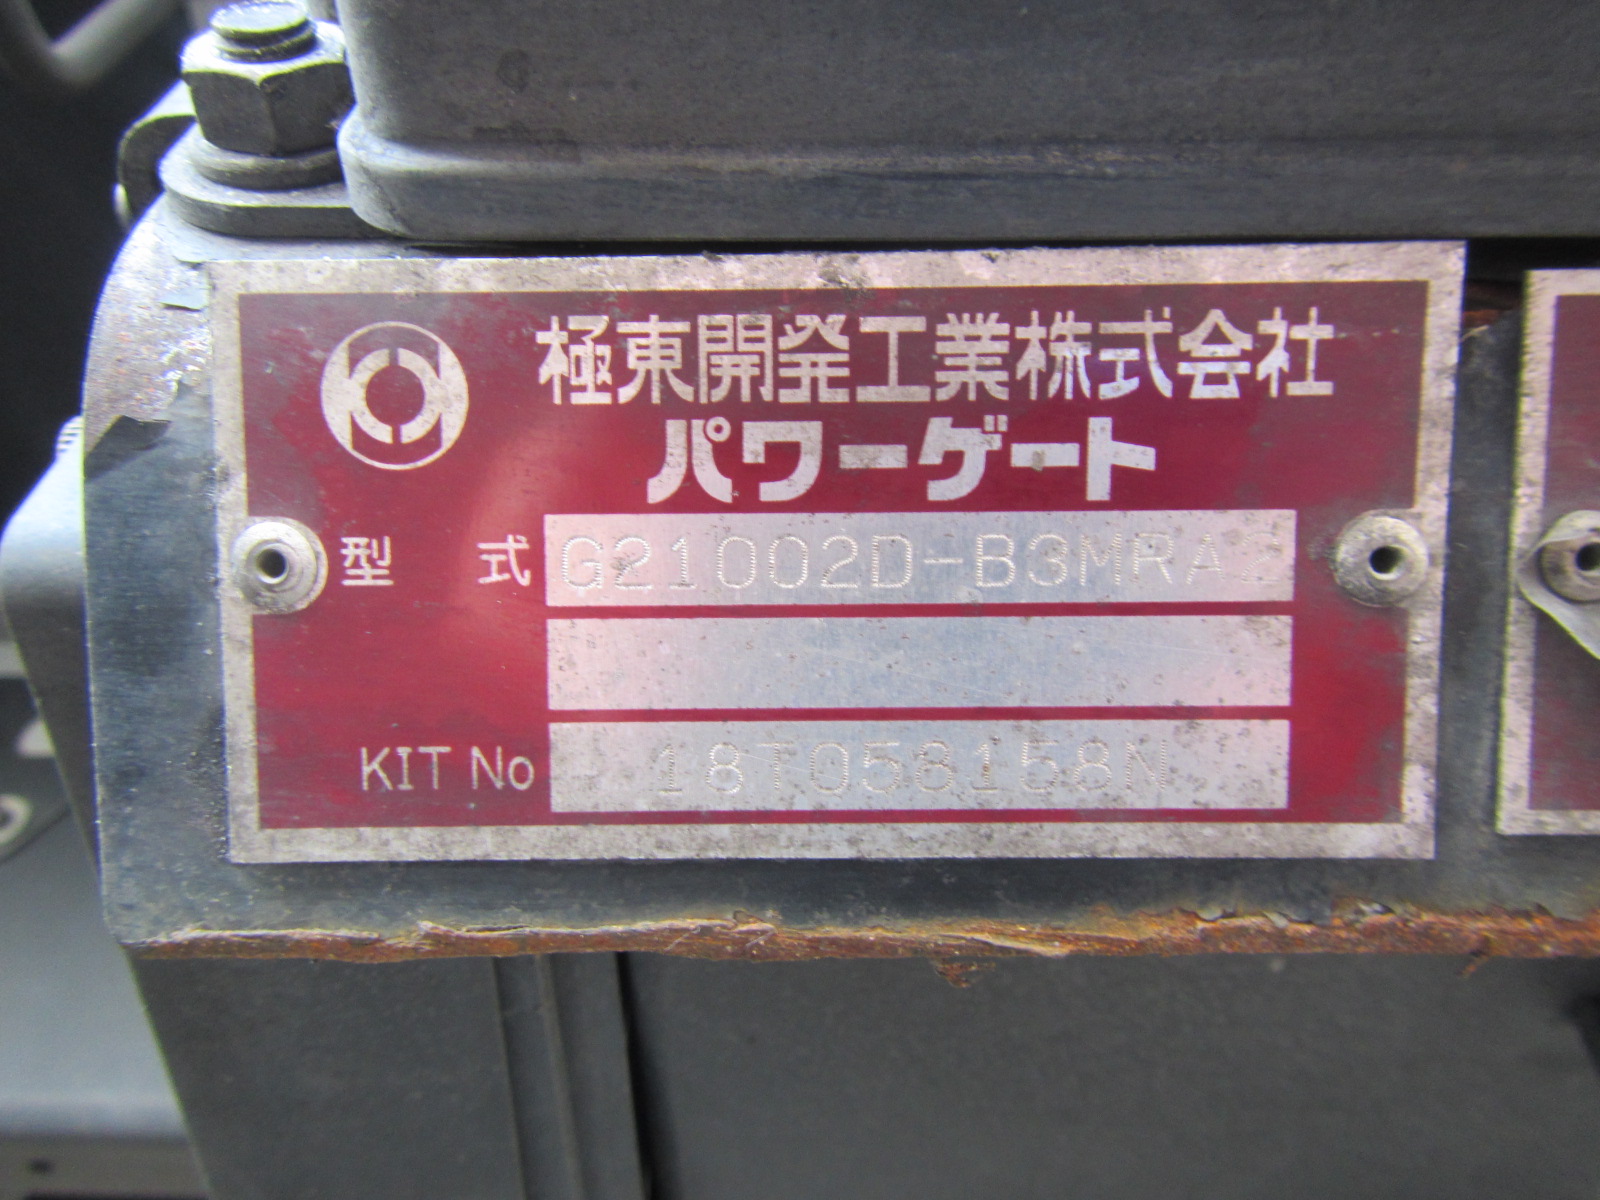 極東開発工業株式会社
パワーゲート
型 式 G21002D-B3MRA2
KIT No 18T058158N